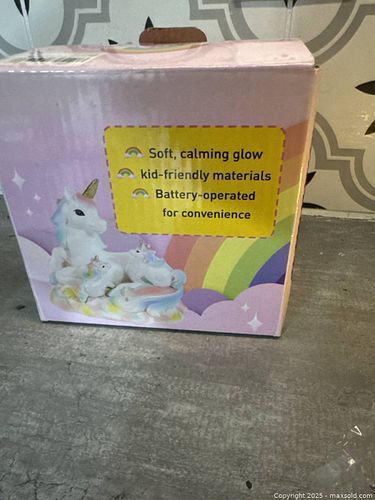 Soft, calming glow
kid-friendly materials
Battery-operated
for convenience
Copyright 2025 - maxsold.com